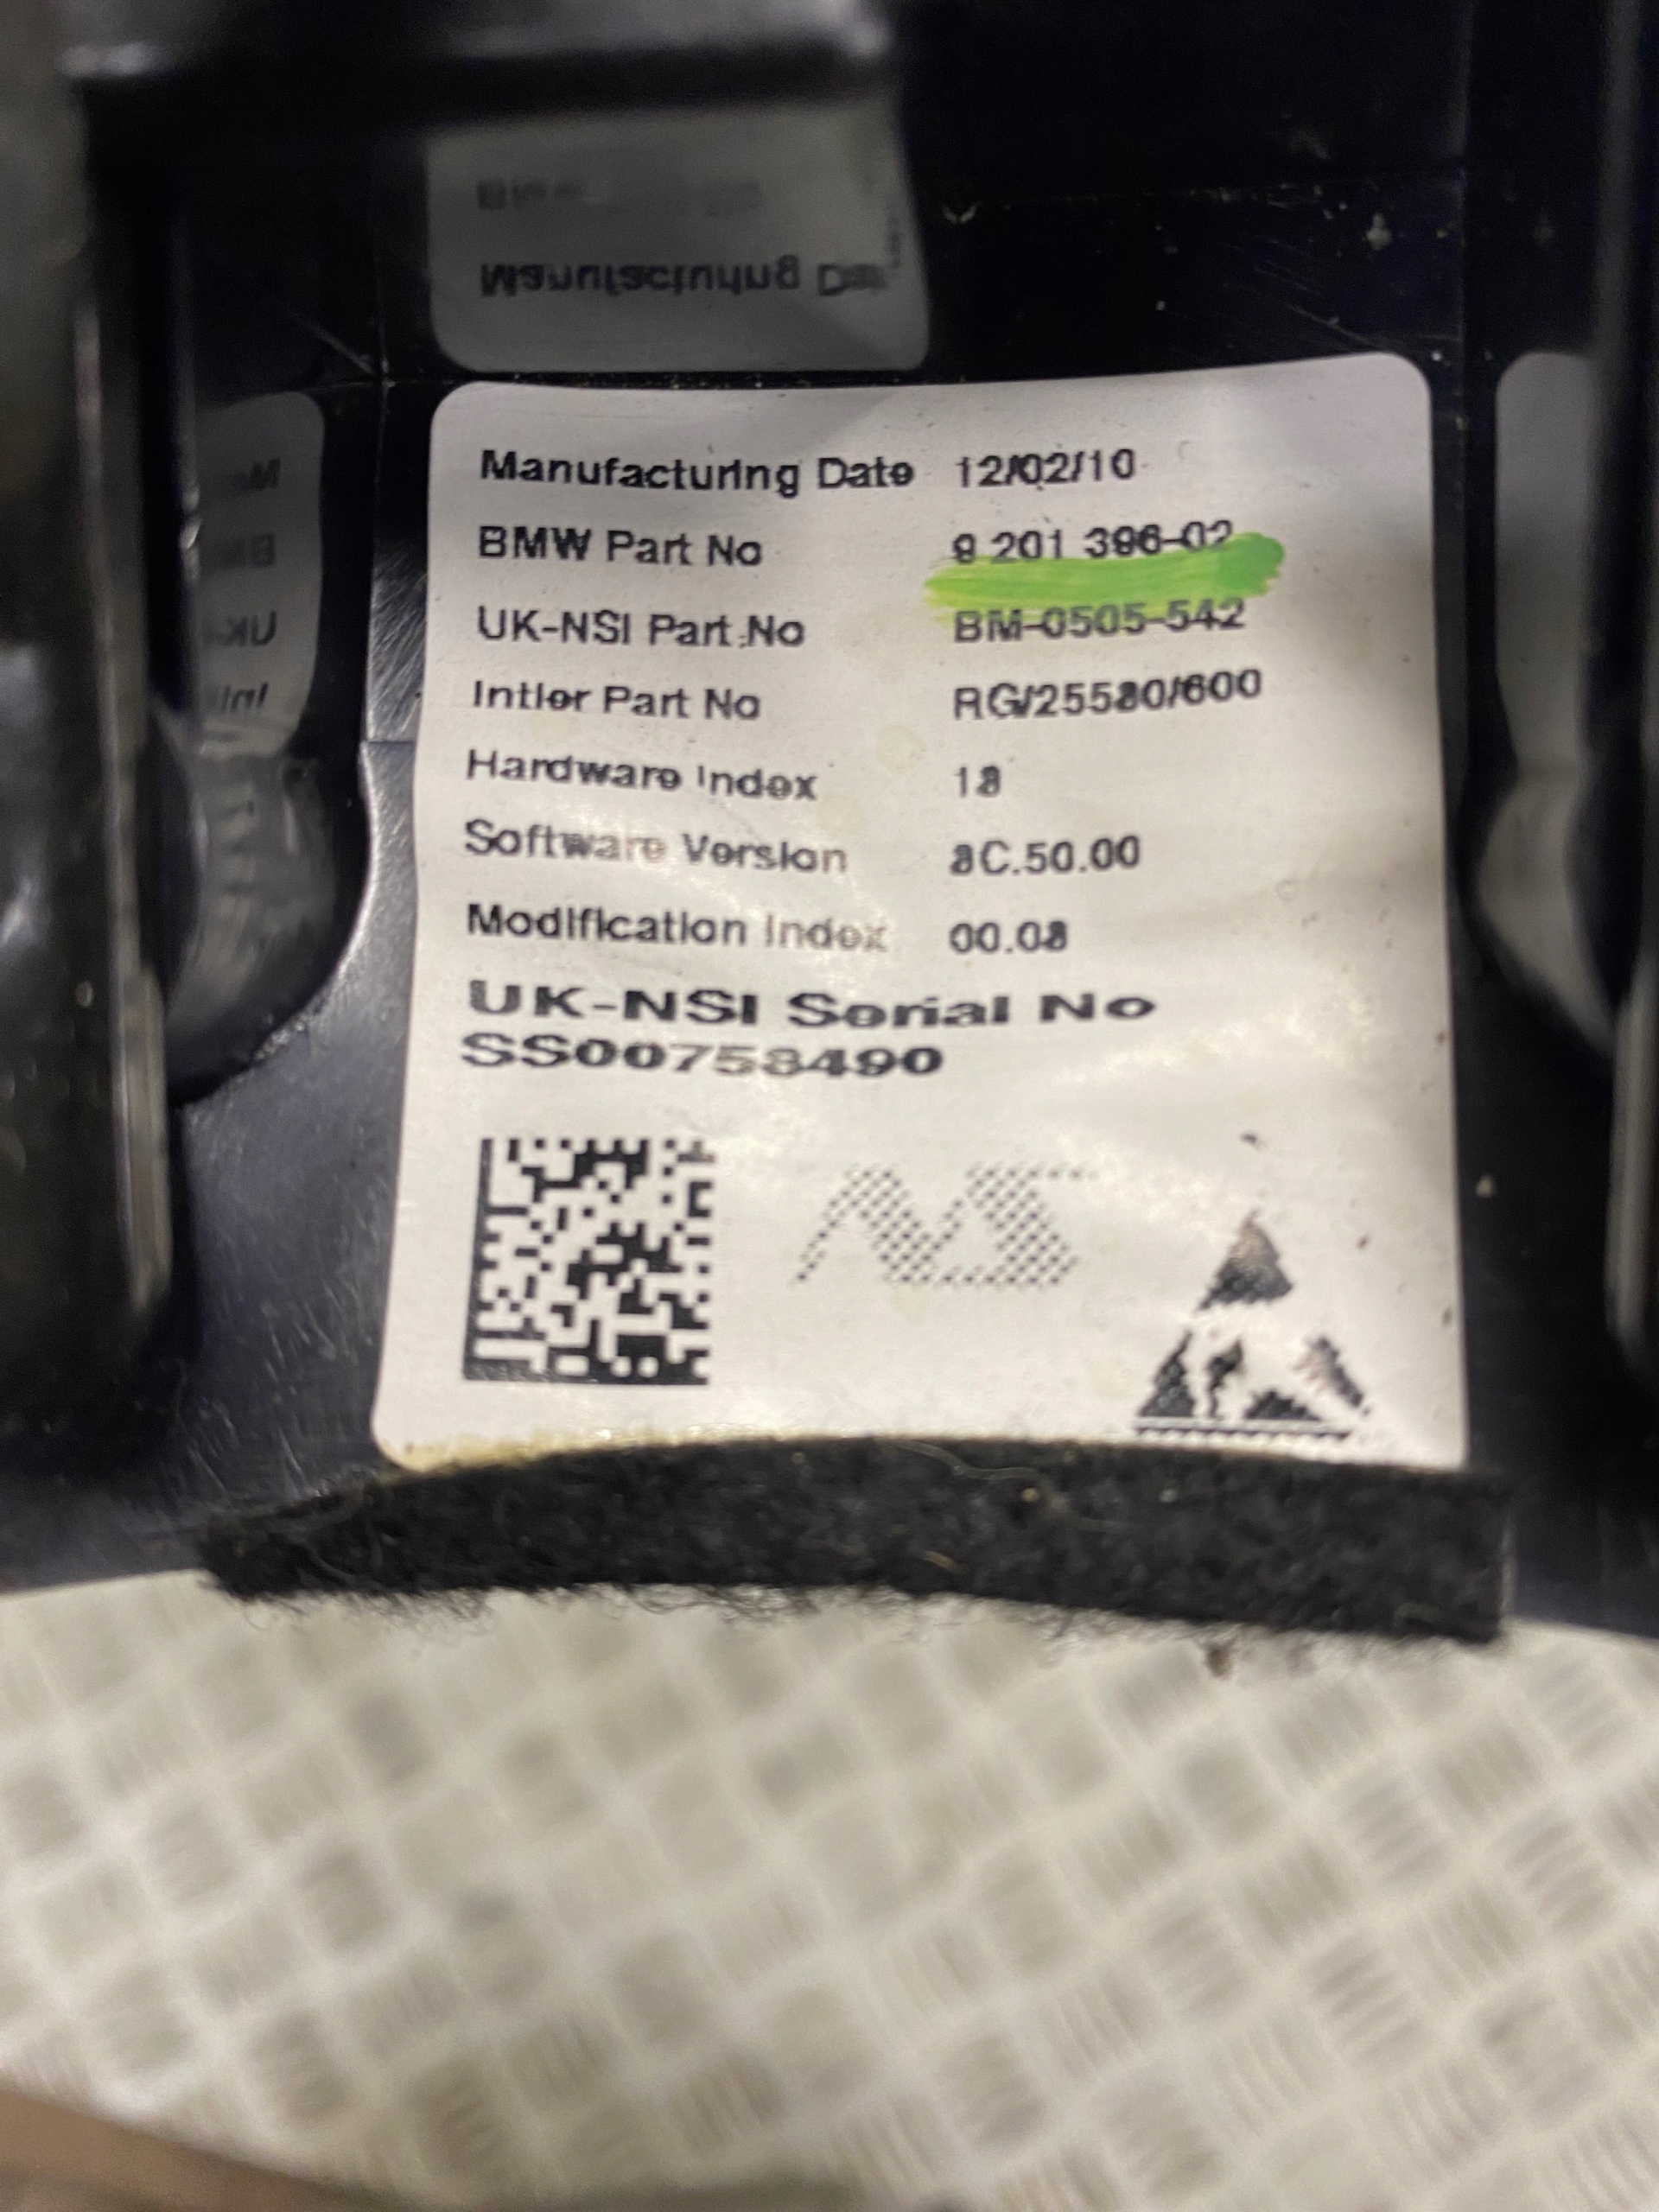 Manufacturing Date 12/02/10
BMW Part No 9 201 396-02
UK-NSI Part No BM-0505-542
Intier Part No RG/25580/600
Hardware Index 18
Software Version 8C.50.00
Modification Index 00.08
UK-NSI Serial No
SS00758490
NS